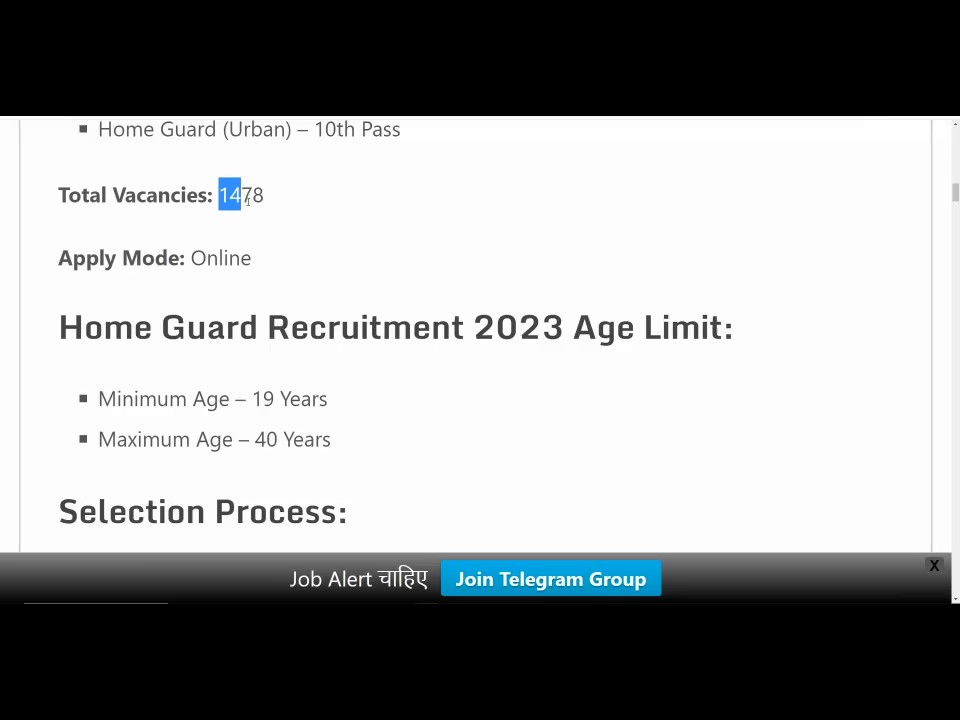 Home Guard (Urban) – 10th Pass
Total Vacancies: 1478
Apply Mode: Online
Home Guard Recruitment 2023 Age Limit:
Minimum Age – 19 Years
Maximum Age – 40 Years
Selection Process:
Job Alert चाहिए Join Telegram Group X